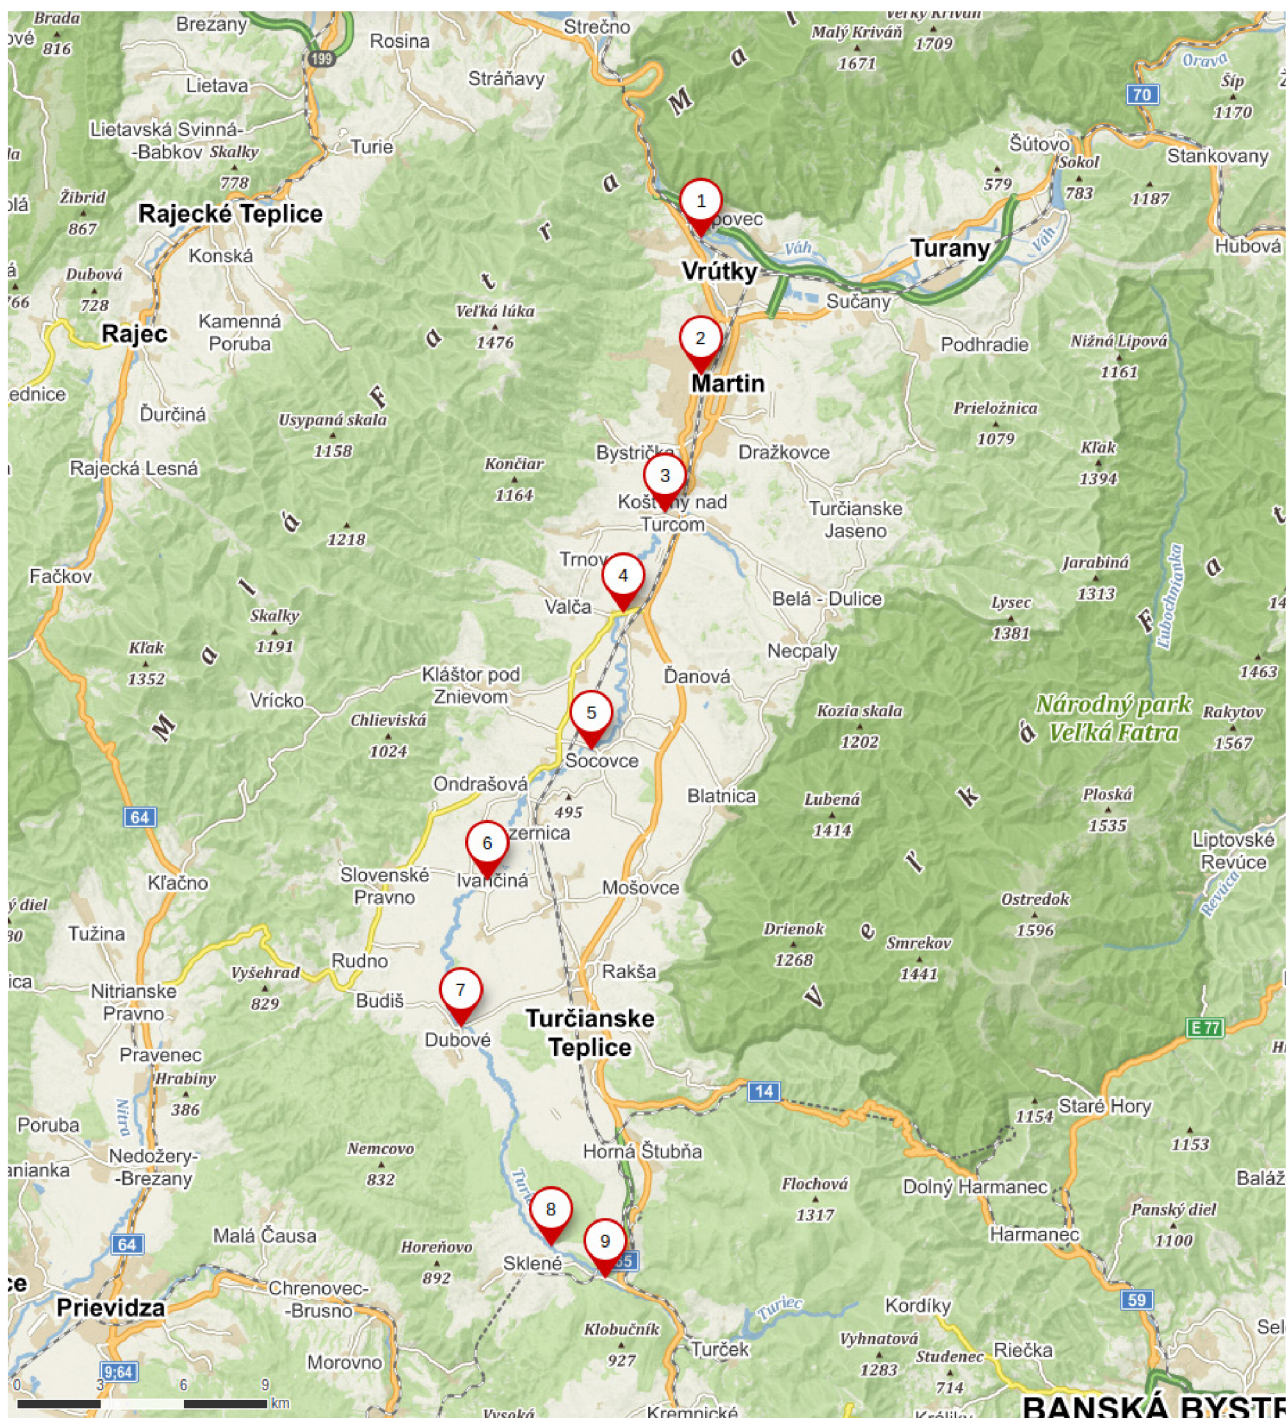 Brada
816
Brezany
Rosina
Strečno
Malý Kriváň
1671
1709
Orava
199
Lietava
Stráňavy
M
a
70
Šíp
1170
Lietavská Svinná-
-Babkov
Skalky
778
Turie
Šútovo
Sokol
783
Stankovany
579
1187
Žibrid
867
Rajecké Teplice
Konská
Dubová
728
Rajec
Kamenná
Poruba
Veľká lúka
1476
1
Vrútky
Váh
Turany
Váh
Hubová
Sučany
Podhradie
Nižná Lipová
1161
2
Martin
Ďurčiná
Usypaná skala
1158
Končiar
1164
Rajecká Lesná
1218
Dražkovce
Prieložnica
1079
Kľak
1394
3
Turcom
Turčianske
Jaseno
M a l á F a t r a
Fačkov
4
Valča
Belá - Dulice
Jarabiná
1313
Ľubochnianka
Lysec
1381
Skalky
1191
Kľak
1352
Vrícko
Kláštor pod
Znievom
Ďanová
Necpaly
1463
Chlieviská
1024
5
Socovce
Kozia skala
1202
Národný park
Veľká Fatra
Rakytov
1567
Ondrašová
495
Blatnica
Lubená
1414
Ploská
1535
64
6
Ivančiná
Liptovské
Revúce
Revúca
Kľačno
Slovenské
Pravno
Mošovce
Ostredok
1596
Drienok
1268
Smrekov
1441
V e ľ k á F a t
Tužina
Rudno
Vyšehrad
829
Budiš
Rakša
Nitrianske
Pravno
7
Dubové
Turčianske
Teplice
E 77
Pravenec
Hrabiny
386
Nitra
14
1154
Staré Hory
1153
Poruba
Nedožery-
-Brezany
Nemcovo
832
Horná Štubňa
Flochová
1317
Dolný Harmanec
Harmanec
Panský diel
1100
64
Malá Čausa
Horeňovo
892
8
Sklené
9
Prievidza
Chrenovec-
-Brusno
Klobučník
927
Turiec
Kordíky
59
Turček
Vyhnatová
1283
Studenec
714
Riečka
Morovno
9;64
0 3 6 9
km
Vysoká
Kremnické
BANSKÁ